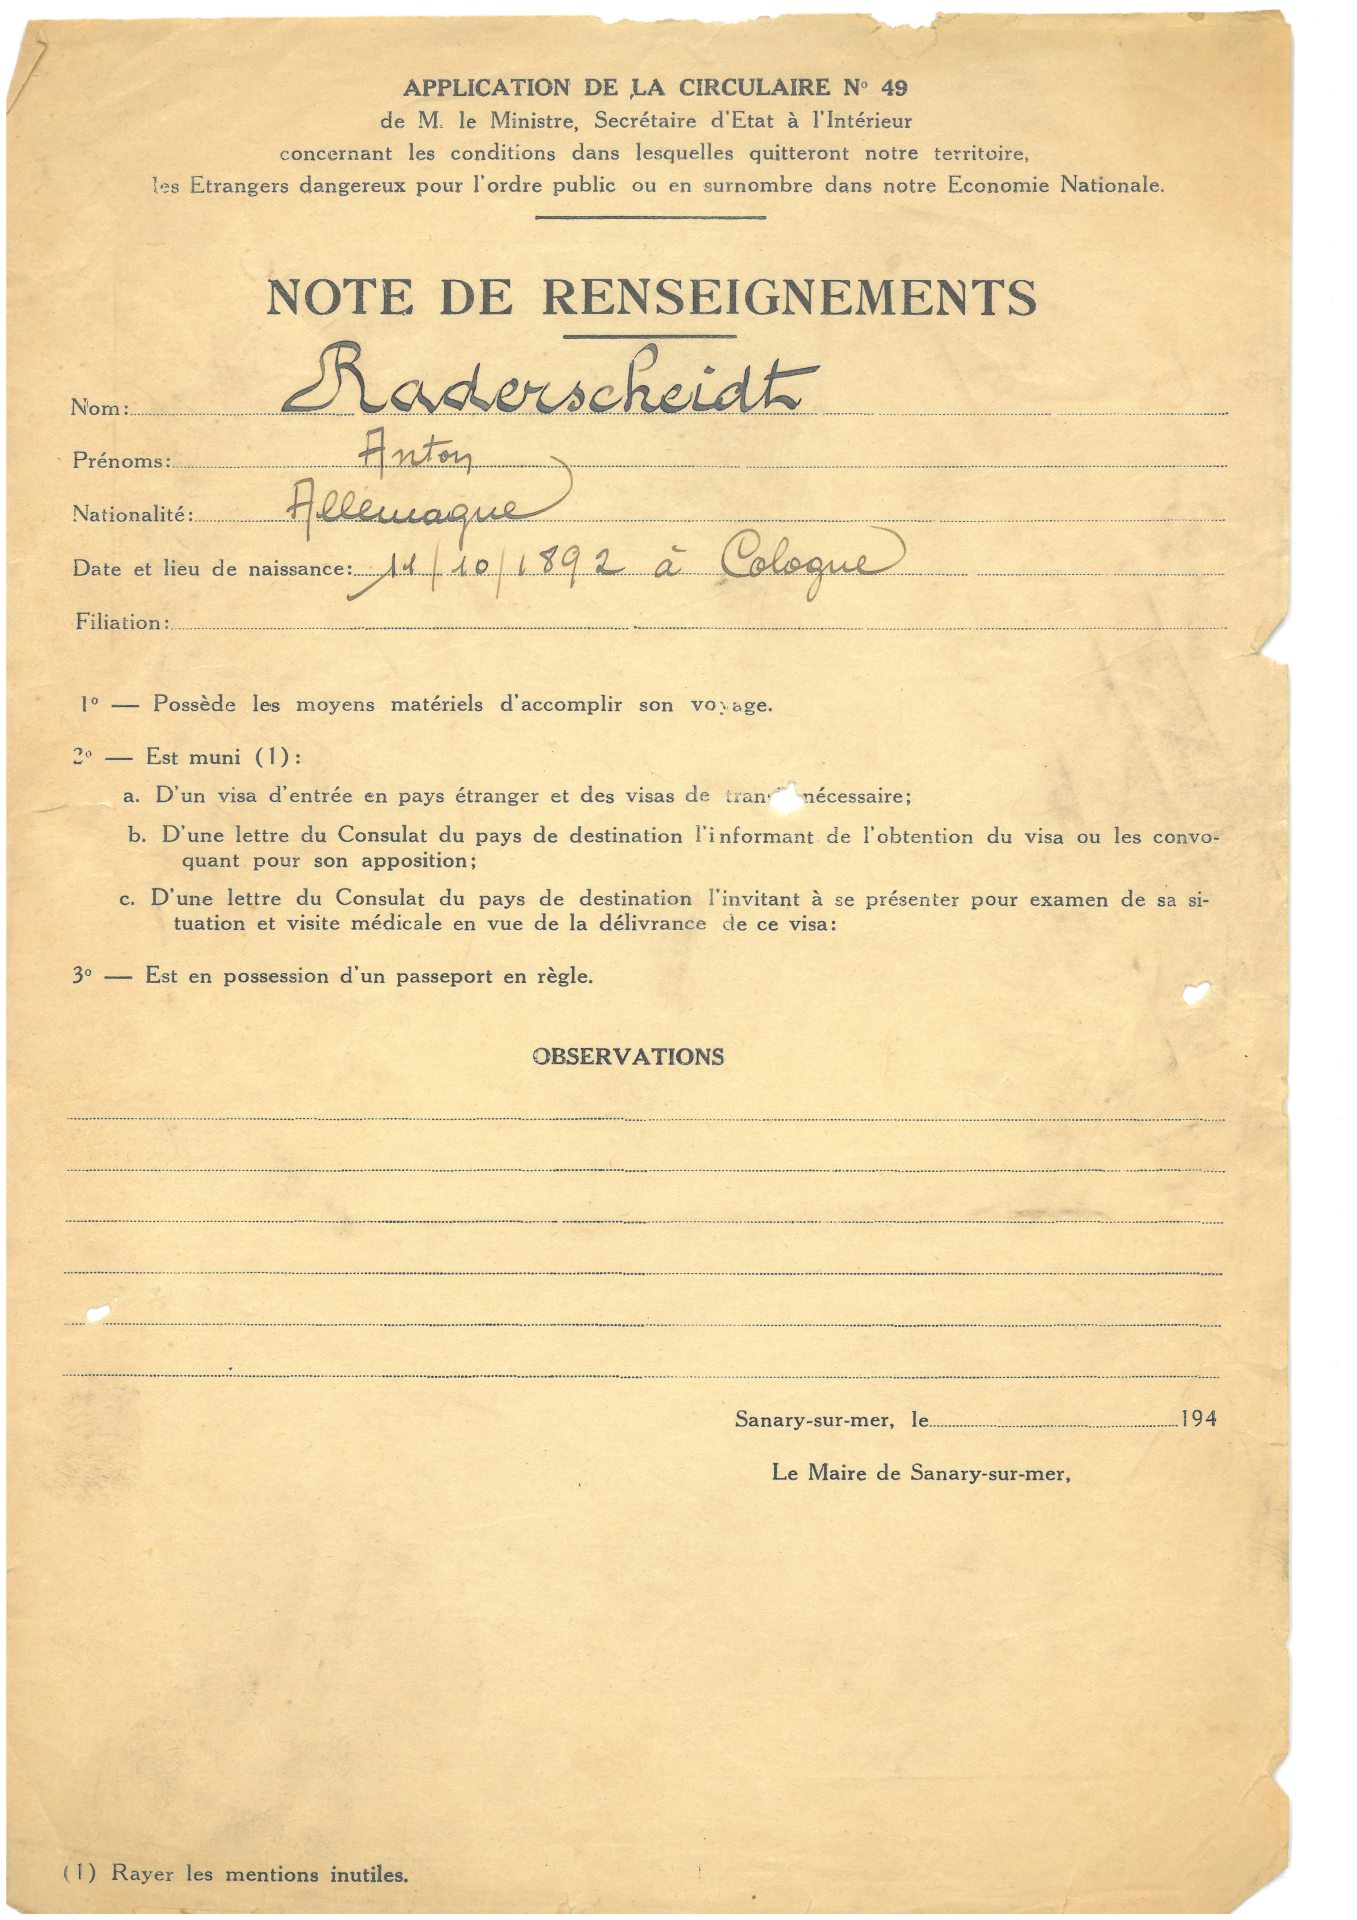 APPLICATION DE LA CIRCULAIRE Nº 49
de M. le Ministre, Secrétaire d'Etat à l'Intérieur
concernant les conditions dans lesquelles quitteront notre territoire,
les Etrangers dangereux pour l'ordre public ou en surnombre dans notre Economie Nationale.
NOTE DE RENSEIGNEMENTS
Nom: Raderscheidt
Prénoms: Anton
Nationalité: Allemagne
Date et lieu de naissance: 11/10/1892 à Cologne
Filiation:
1º — Possède les moyens matériels d'accomplir son voyage.
2º — Est muni (1):
a. D'un visa d'entrée en pays étranger et des visas de nécessaire;
b. D'une lettre du Consulat du pays de destination l'informant de l'obtention du visa ou les convo-
quant pour son apposition;
c. D'une lettre du Consulat du pays de destination l'invitant à se présenter pour examen de sa si-
tuation et visite médicale en vue de la délivrance de ce visa:
3º — Est en possession d'un passeport en règle.
OBSERVATIONS
Sanary-sur-mer, le 194
Le Maire de Sanary-sur-mer,
(1) Rayer les mentions inutiles.